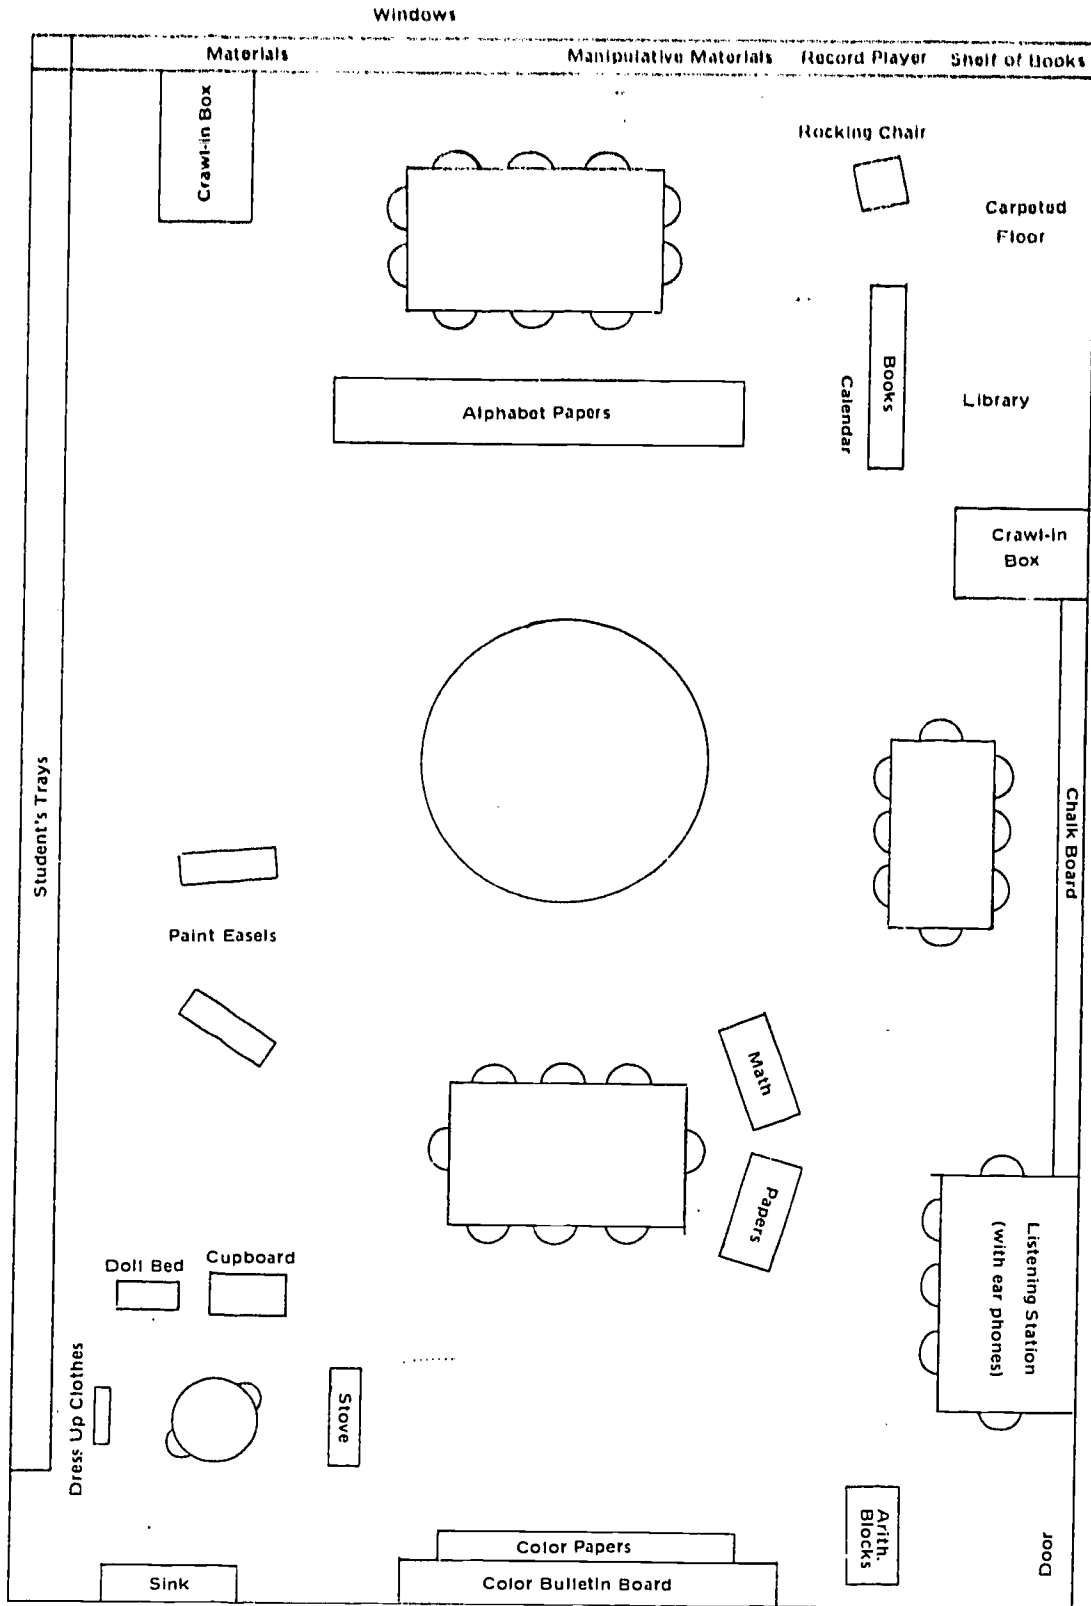 Windows
Materials
Manipulative Materials
Record Player
Shelf of Books
Crawl-in Box
Rocking Chair
Carpeted
Floor
Books
Calendar
Alphabet Papers
Library
Crawl-in
Box
Student's Trays
Chalk Board
Paint Easels
Math
Papers
Listening Station
(with ear phones)
Doll Bed
Cupboard
Dress Up Clothes
Stove
Arith.
Blocks
Door
Color Papers
Sink
Color Bulletin Board